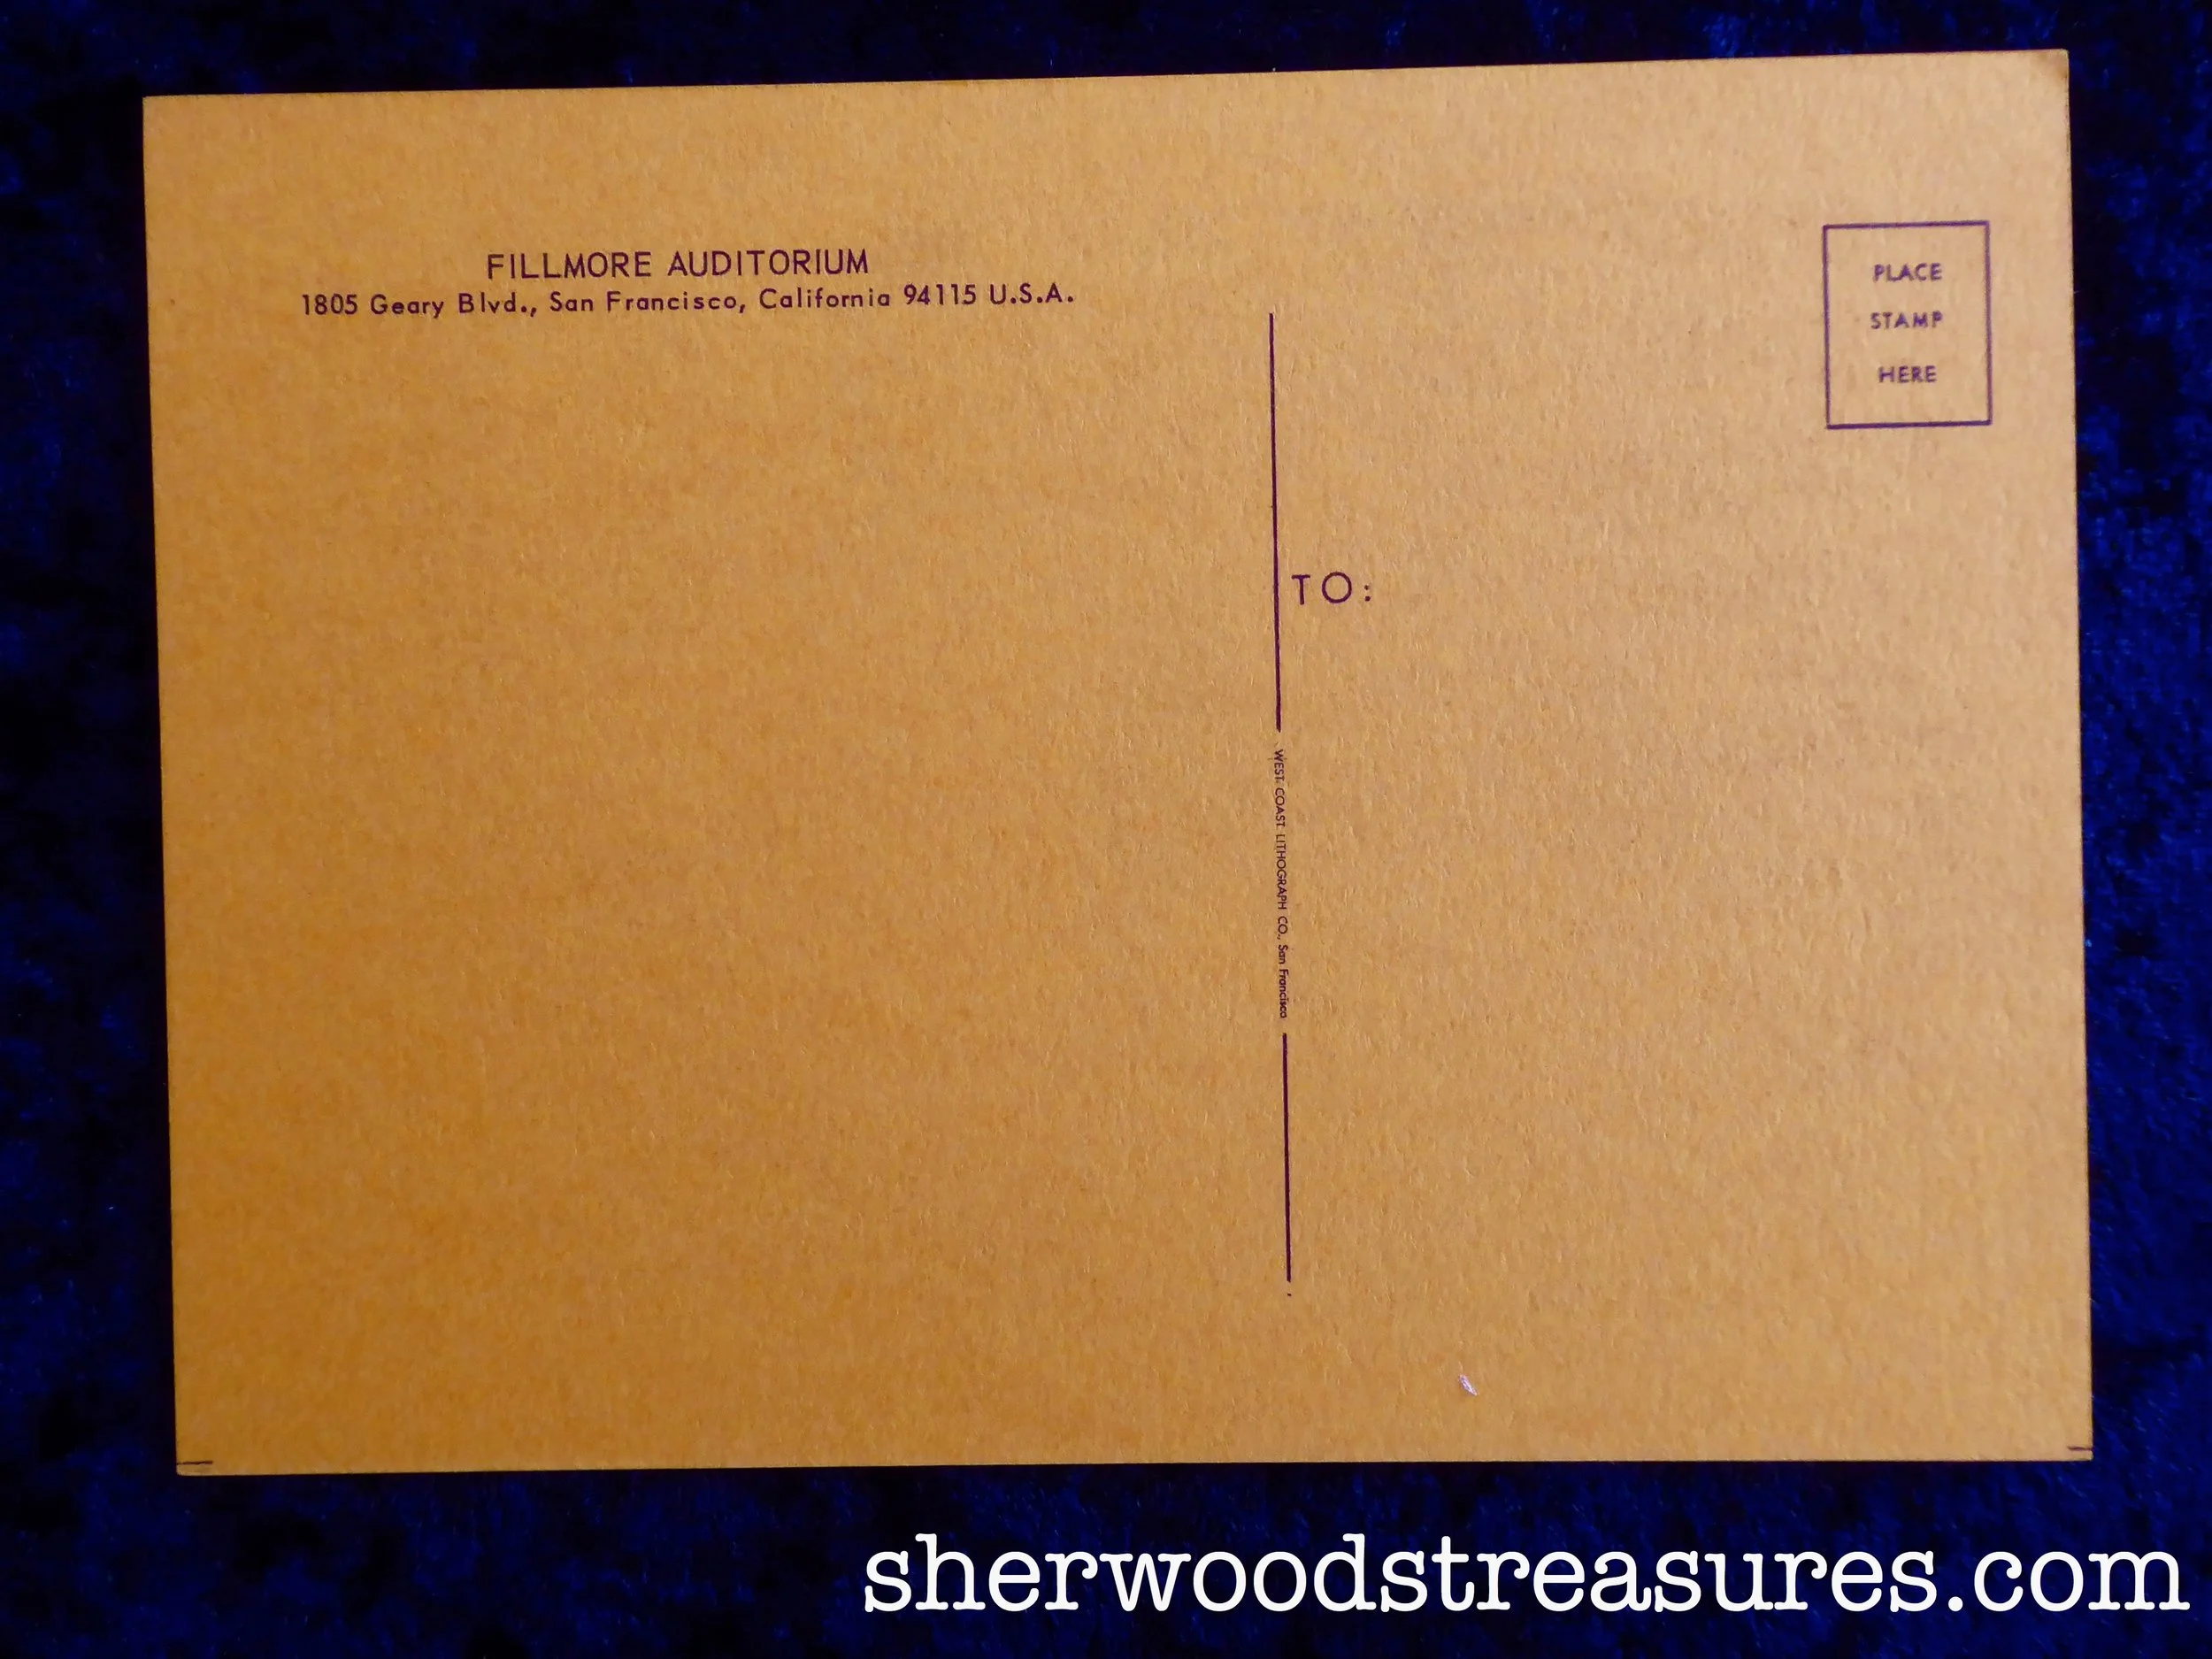 FILLMORE AUDITORIUM
1805 Geary Blvd., San Francisco, California 94115 U.S.A.
PLACE
STAMP
HERE
TO:
WEST COAST LITHOGRAPH CO., San Francisco
sherwoodstreasures.com